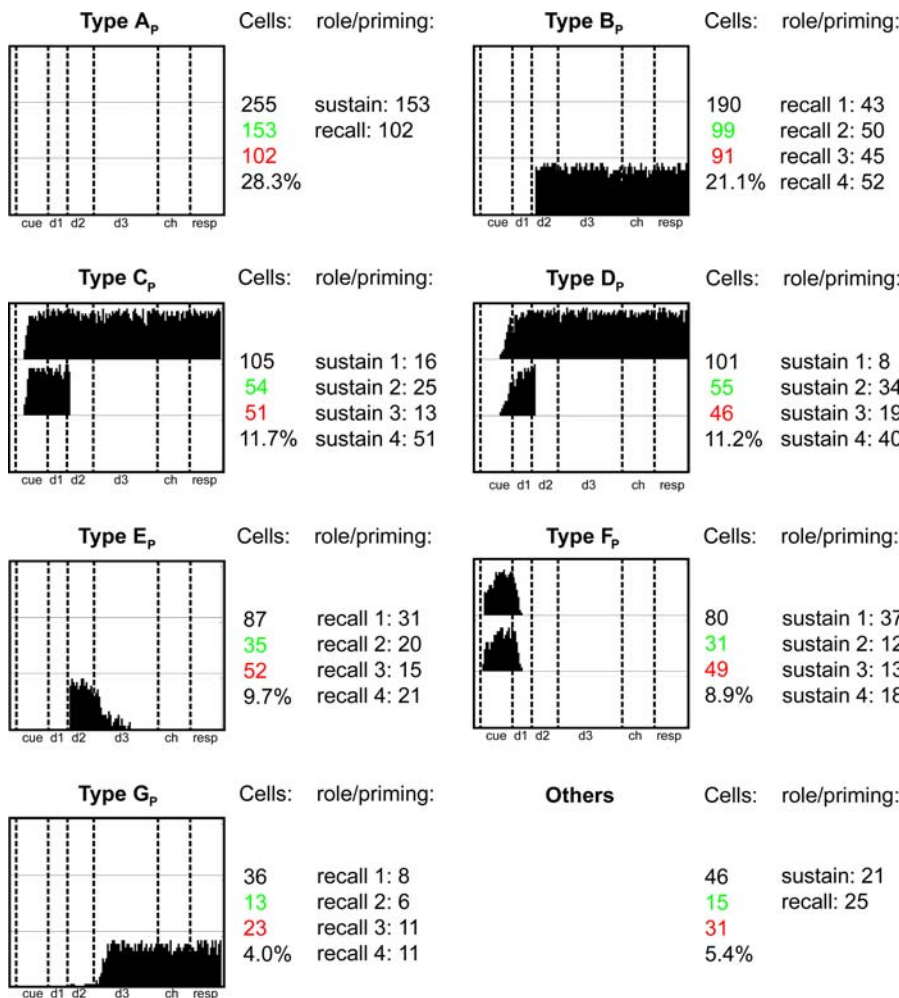 Type AP Cells: role/priming:
255 sustain: 153
153 recall: 102
102
28.3%
cue d1 d2 d3 ch resp
Type BP Cells: role/priming:
190 recall 1: 43
99 recall 2: 50
91 recall 3: 45
21.1% recall 4: 52
cue d1 d2 d3 ch resp
Type CP Cells: role/priming:
105 sustain 1: 16
54 sustain 2: 25
51 sustain 3: 13
11.7% sustain 4: 51
cue d1 d2 d3 ch resp
Type DP Cells: role/priming:
101 sustain 1: 8
55 sustain 2: 34
46 sustain 3: 19
11.2% sustain 4: 40
cue d1 d2 d3 ch resp
Type EP Cells: role/priming:
87 recall 1: 31
35 recall 2: 20
52 recall 3: 15
9.7% recall 4: 21
cue d1 d2 d3 ch resp
Type FP Cells: role/priming:
80 sustain 1: 37
31 sustain 2: 12
49 sustain 3: 13
8.9% sustain 4: 18
cue d1 d2 d3 ch resp
Type GP Cells: role/priming:
36 recall 1: 8
13 recall 2: 6
23 recall 3: 11
4.0% recall 4: 11
cue d1 d2 d3 ch resp
Others Cells: role/priming:
46 sustain: 21
15 recall: 25
31
5.4%